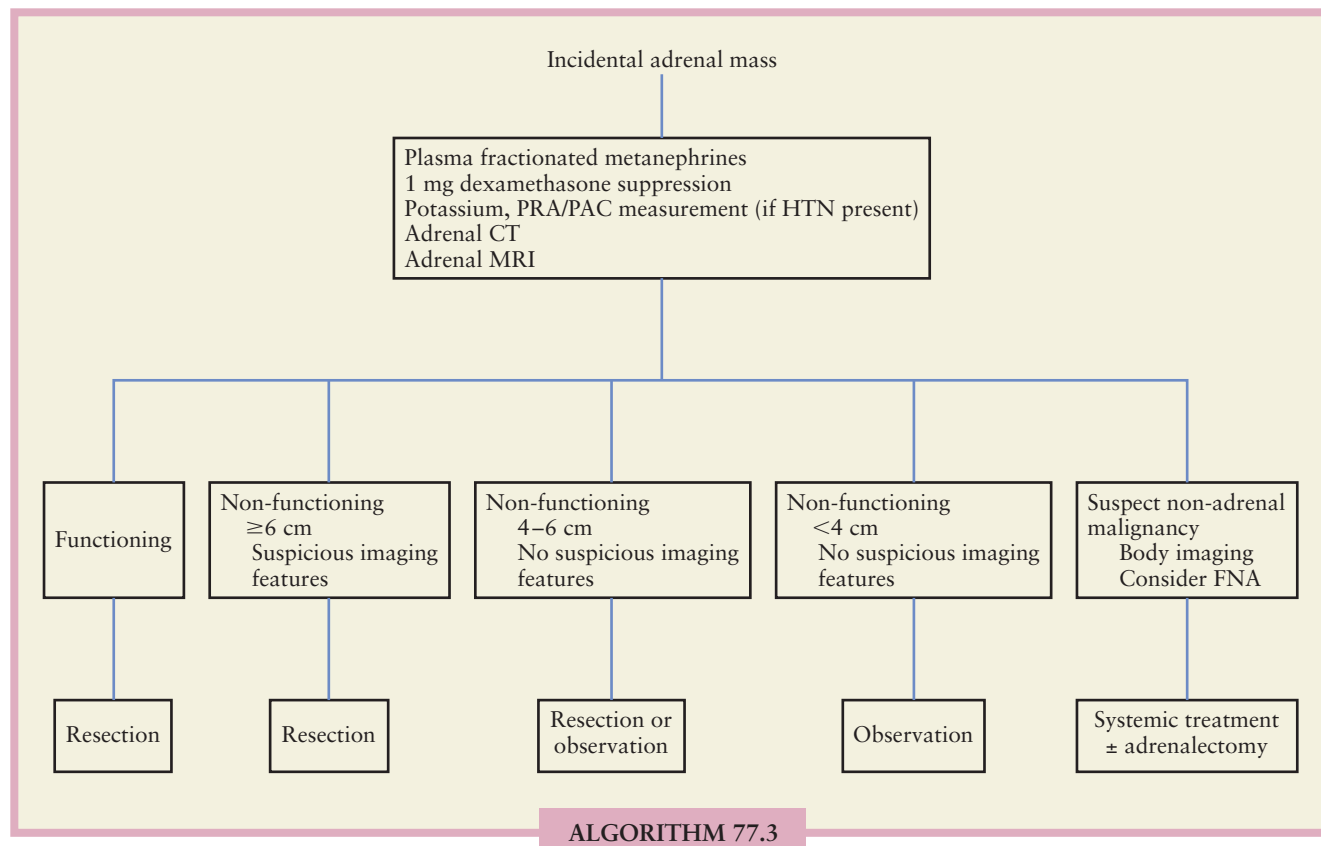 Incidental adrenal mass
Plasma fractionated metanephrines
1 mg dexamethasone suppression
Potassium, PRA/PAC measurement (if HTN present)
Adrenal CT
Adrenal MRI
Functioning
Non-functioning
≥6 cm
Suspicious imaging
features
Non-functioning
4–6 cm
No suspicious imaging
features
Non-functioning
<4 cm
No suspicious imaging
features
Suspect non-adrenal
malignancy
Body imaging
Consider FNA
Resection
Resection
Resection or
observation
Observation
Systemic treatment
± adrenalectomy
ALGORITHM 77.3